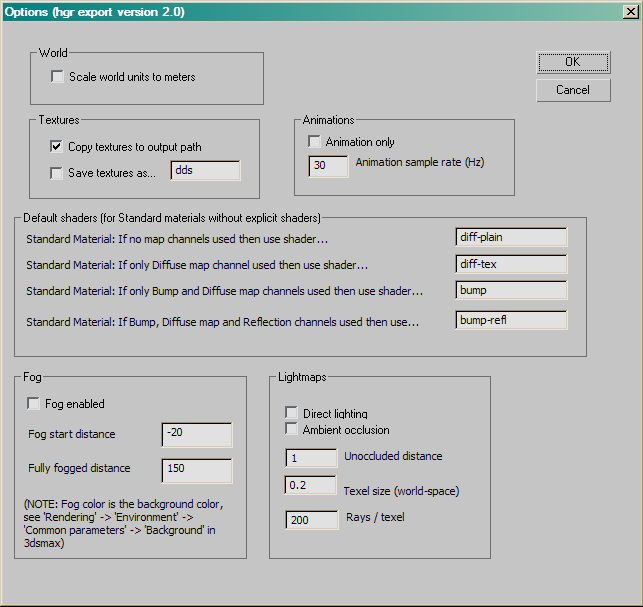 Options (hgr export version 2.0)
World
Scale world units to meters
OK
Cancel
Textures
Copy textures to output path
Save textures as...
dds
Animations
Animation only
30
Animation sample rate (Hz)
Default shaders (for Standard materials without explicit shaders)
Standard Material: If no map channels used then use shader...
diff-plain
Standard Material: If only Diffuse map channel used then use shader...
diff-tex
Standard Material: If only Bump and Diffuse map channels used then use shader...
bump
Standard Material: If Bump, Diffuse map and Reflection channels used then use...
bump-refl
Fog
Fog enabled
Fog start distance
-20
Fully fogged distance
150
(NOTE: Fog color is the background color,
see 'Rendering' -> 'Environment' ->
'Common parameters' -> 'Background' in
3dsmax)
Lightmaps
Direct lighting
Ambient occlusion
1
Unoccluded distance
0.2
Texel size (world-space)
200
Rays / texel